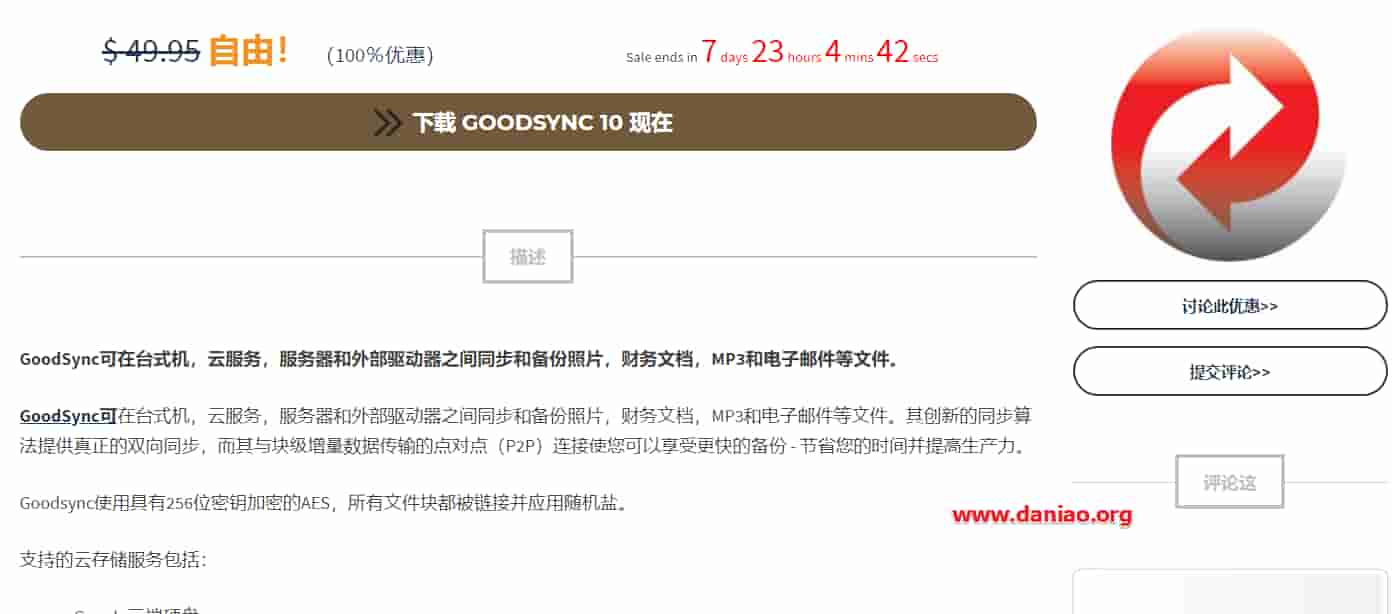 $ 49.95 自由！ (100％优惠)
Sale ends in 7 days 23 hours 4 mins 42 secs
下载 GOODSYNC 10 现在
描述
GoodSync可在台式机，云服务，服务器和外部驱动器之间同步和备份照片，财务文档，MP3和电子邮件等文件。
GoodSync可在台式机，云服务，服务器和外部驱动器之间同步和备份照片，财务文档，MP3和电子邮件等文件。其创新的同步算
法提供真正的双向同步，而其与块级增量数据传输的点对点（P2P）连接使您可以享受更快的备份 - 节省您的时间并提高生产力。
Goodsync使用具有256位密钥加密的AES，所有文件块都被链接并应用随机盐。
支持的云存储服务包括：
讨论此优惠>>
提交评论>>
评论这
www.daniao.org